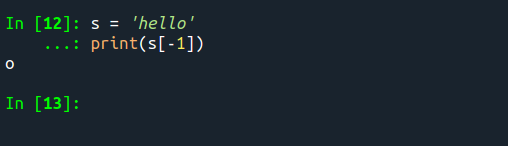 In [12]: s = 'hello'
    ...: print(s[-1])
o
In [13]: